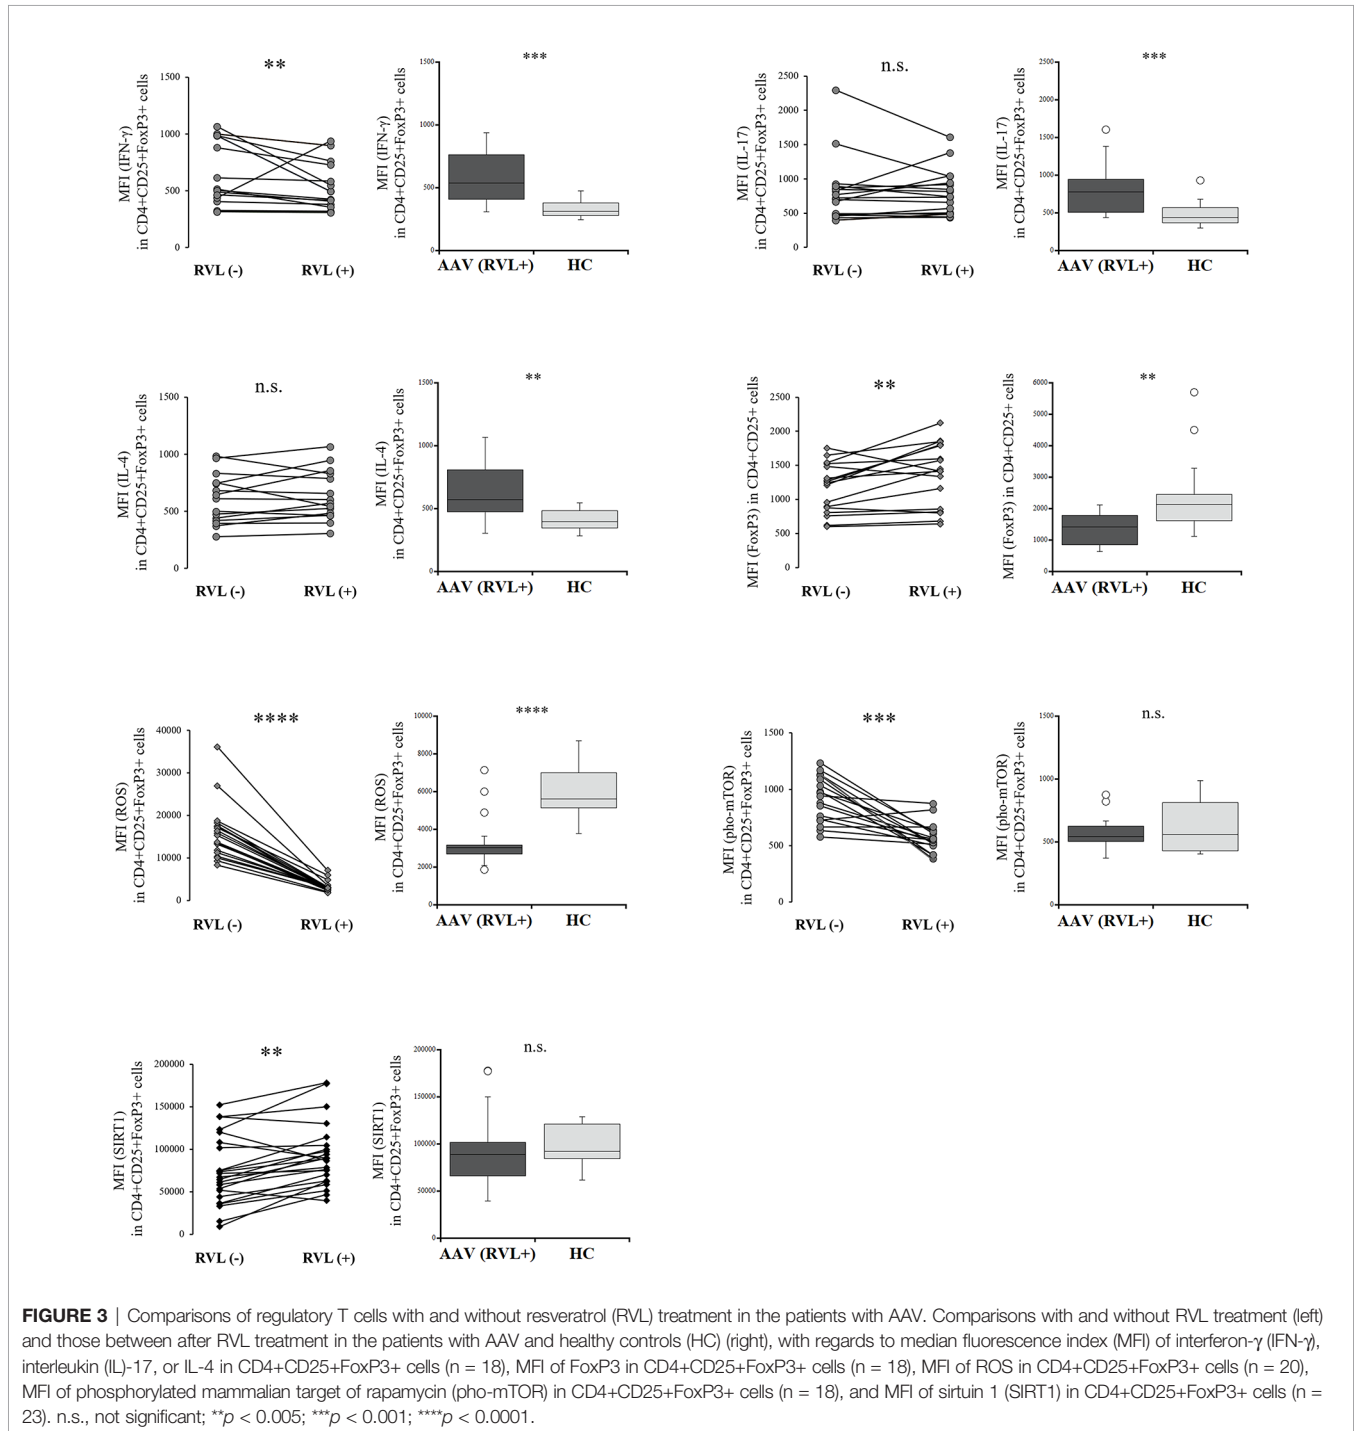 **
MFI (IFN-γ)
in CD4+CD25+FoxP3+ cells
1500
1000
500
0
RVL (-)
RVL (+)
***
MFI (IFN-γ)
in CD4+CD25+FoxP3+ cells
1500
1000
500
0
AAV (RVL+)
HC
n.s.
MFI (IL-17)
in CD4+CD25+FoxP3+ cells
2500
2000
1500
1000
500
0
RVL (-)
RVL (+)
***
MFI (IL-17)
in CD4+CD25+FoxP3+ cells
2500
2000
1500
1000
500
0
AAV (RVL+)
HC
n.s.
MFI (IL-4)
in CD4+CD25+FoxP3+ cells
1500
1000
500
0
RVL (-)
RVL (+)
**
MFI (IL-4)
in CD4+CD25+FoxP3+ cells
1500
1000
500
0
AAV (RVL+)
HC
**
MFI (FoxP3) in CD4+CD25+ cells
2500
2000
1500
1000
500
0
RVL (-)
RVL (+)
**
MFI (FoxP3) in CD4+CD25+ cells
6000
5000
4000
3000
2000
1000
0
AAV (RVL+)
HC
****
MFI (ROS)
in CD4+CD25+FoxP3+ cells
40000
30000
20000
10000
0
RVL (-)
RVL (+)
****
MFI (ROS)
in CD4+CD25+FoxP3+ cells
10000
8000
6000
4000
2000
0
AAV (RVL+)
HC
***
MFI (pho-mTOR)
in CD4+CD25+FoxP3+ cells
1500
1000
500
0
RVL (-)
RVL (+)
n.s.
MFI (pho-mTOR)
in CD4+CD25+FoxP3+ cells
1500
1000
500
0
AAV (RVL+)
HC
**
MFI (SIRT1)
in CD4+CD25+FoxP3+ cells
200000
150000
100000
50000
0
RVL (-)
RVL (+)
n.s.
MFI (SIRT1)
in CD4+CD25+FoxP3+ cells
200000
150000
100000
50000
0
AAV (RVL+)
HC
FIGURE 3 | Comparisons of regulatory T cells with and without resveratrol (RVL) treatment in the patients with AAV. Comparisons with and without RVL treatment (left)
and those between after RVL treatment in the patients with AAV and healthy controls (HC) (right), with regards to median fluorescence index (MFI) of interferon-γ (IFN-γ),
interleukin (IL)-17, or IL-4 in CD4+CD25+FoxP3+ cells (n = 18), MFI of FoxP3 in CD4+CD25+FoxP3+ cells (n = 18), MFI of ROS in CD4+CD25+FoxP3+ cells (n = 20),
MFI of phosphorylated mammalian target of rapamycin (pho-mTOR) in CD4+CD25+FoxP3+ cells (n = 18), and MFI of sirtuin 1 (SIRT1) in CD4+CD25+FoxP3+ cells (n =
23). n.s., not significant; **p < 0.005; ***p < 0.001; ****p < 0.0001.